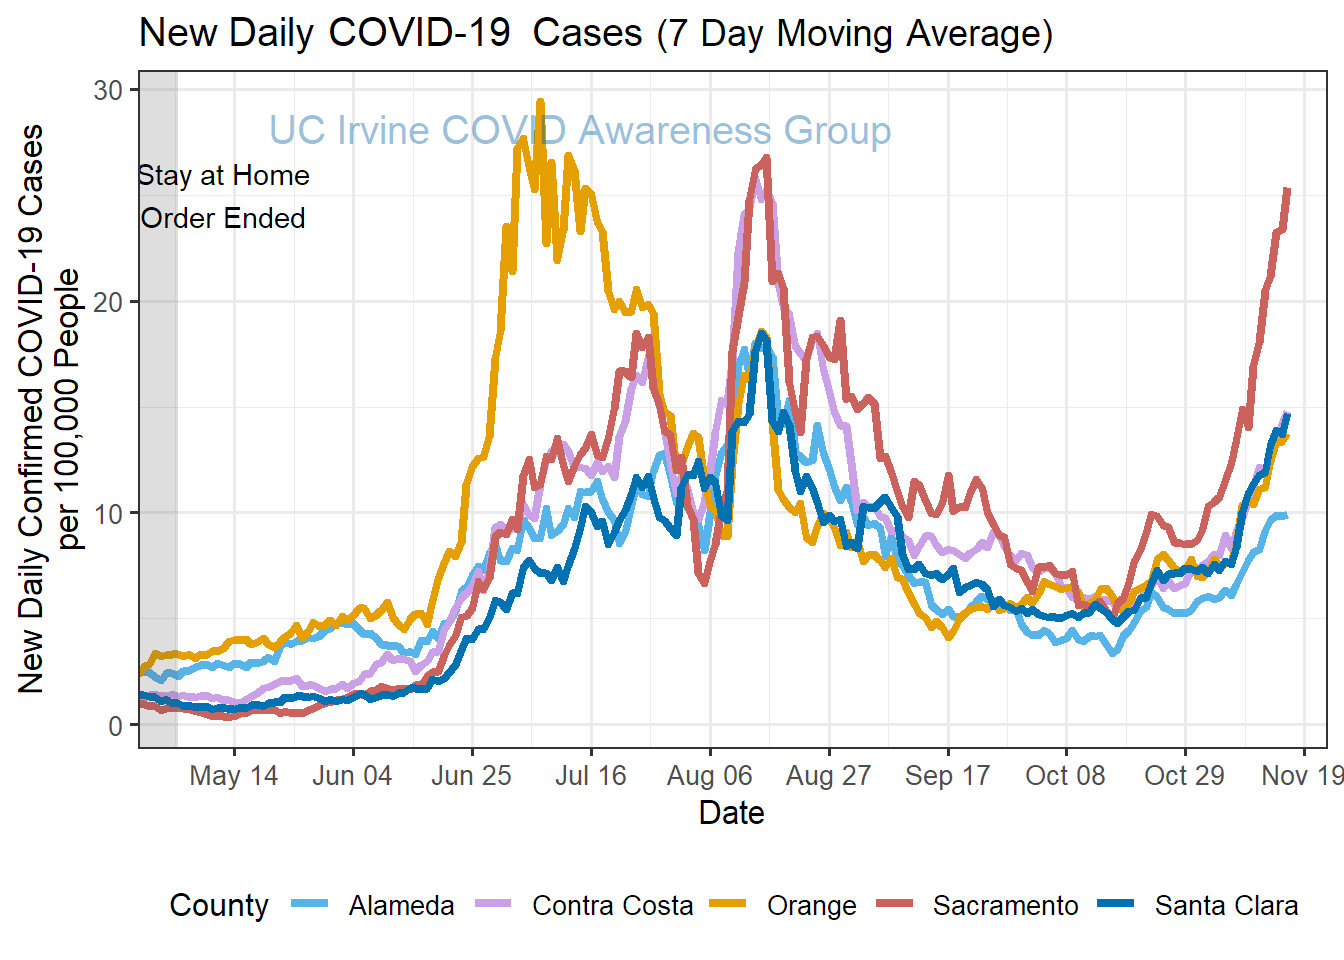 New Daily COVID-19 Cases (7 Day Moving Average)
UC Irvine COVID Awareness Group
Stay at Home
Order Ended
New Daily Confirmed COVID-19 Cases
per 100,000 People
30
20
10
0
May 14 Jun 04 Jun 25 Jul 16 Aug 06 Aug 27 Sep 17 Oct 08 Oct 29 Nov 19
Date
County Alameda Contra Costa Orange Sacramento Santa Clara